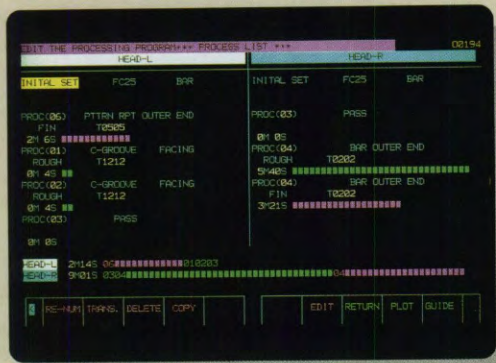 EDIT THE PROCESSING PROGRAM*** PROCESS LIST *** O0194
HEAD-L HEAD-R
INITAL SET FC25 BAR
PROC(06) PTTRN RPT OUTER END
FIN T0505
2M 6S
PROC(01) C-GROOVE FACING
ROUGH T1212
0M 4S
PROC(02) C-GROOVE FACING
ROUGH T1212
0M 4S
PROC(03) PASS
0M 0S
INITAL SET FC25 BAR
PROC(03) PASS
0M 0S
PROC(04) BAR OUTER END
ROUGH T0202
5M40S
PROC(04) BAR OUTER END
FIN T0202
3M21S
HEAD-L 2M14S 06 010203
HEAD-R 9M01S 0304 04
< RE-NUM TRANS. DELETE COPY EDIT RETURN PLOT GUIDE